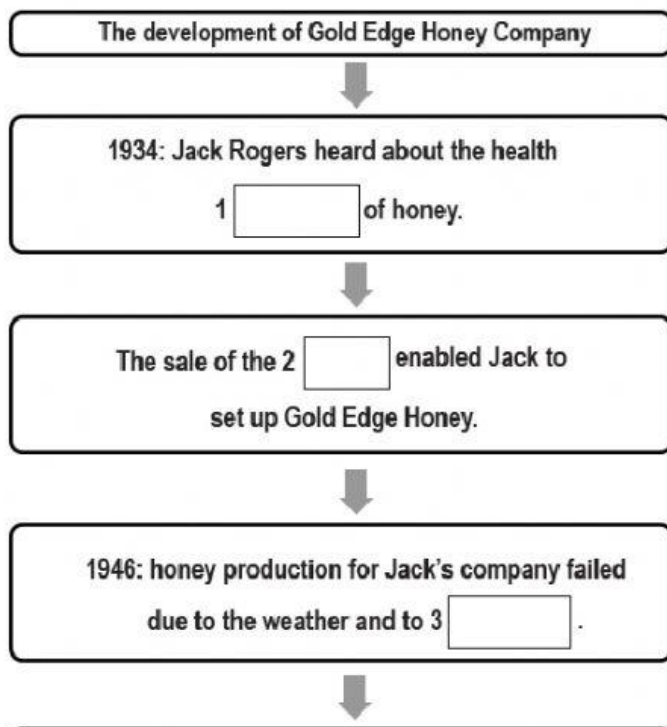 The development of Gold Edge Honey Company
1934: Jack Rogers heard about the health
1 of honey.
The sale of the 2 enabled Jack to
set up Gold Edge Honey.
1946: honey production for Jack's company failed
due to the weather and to 3 .